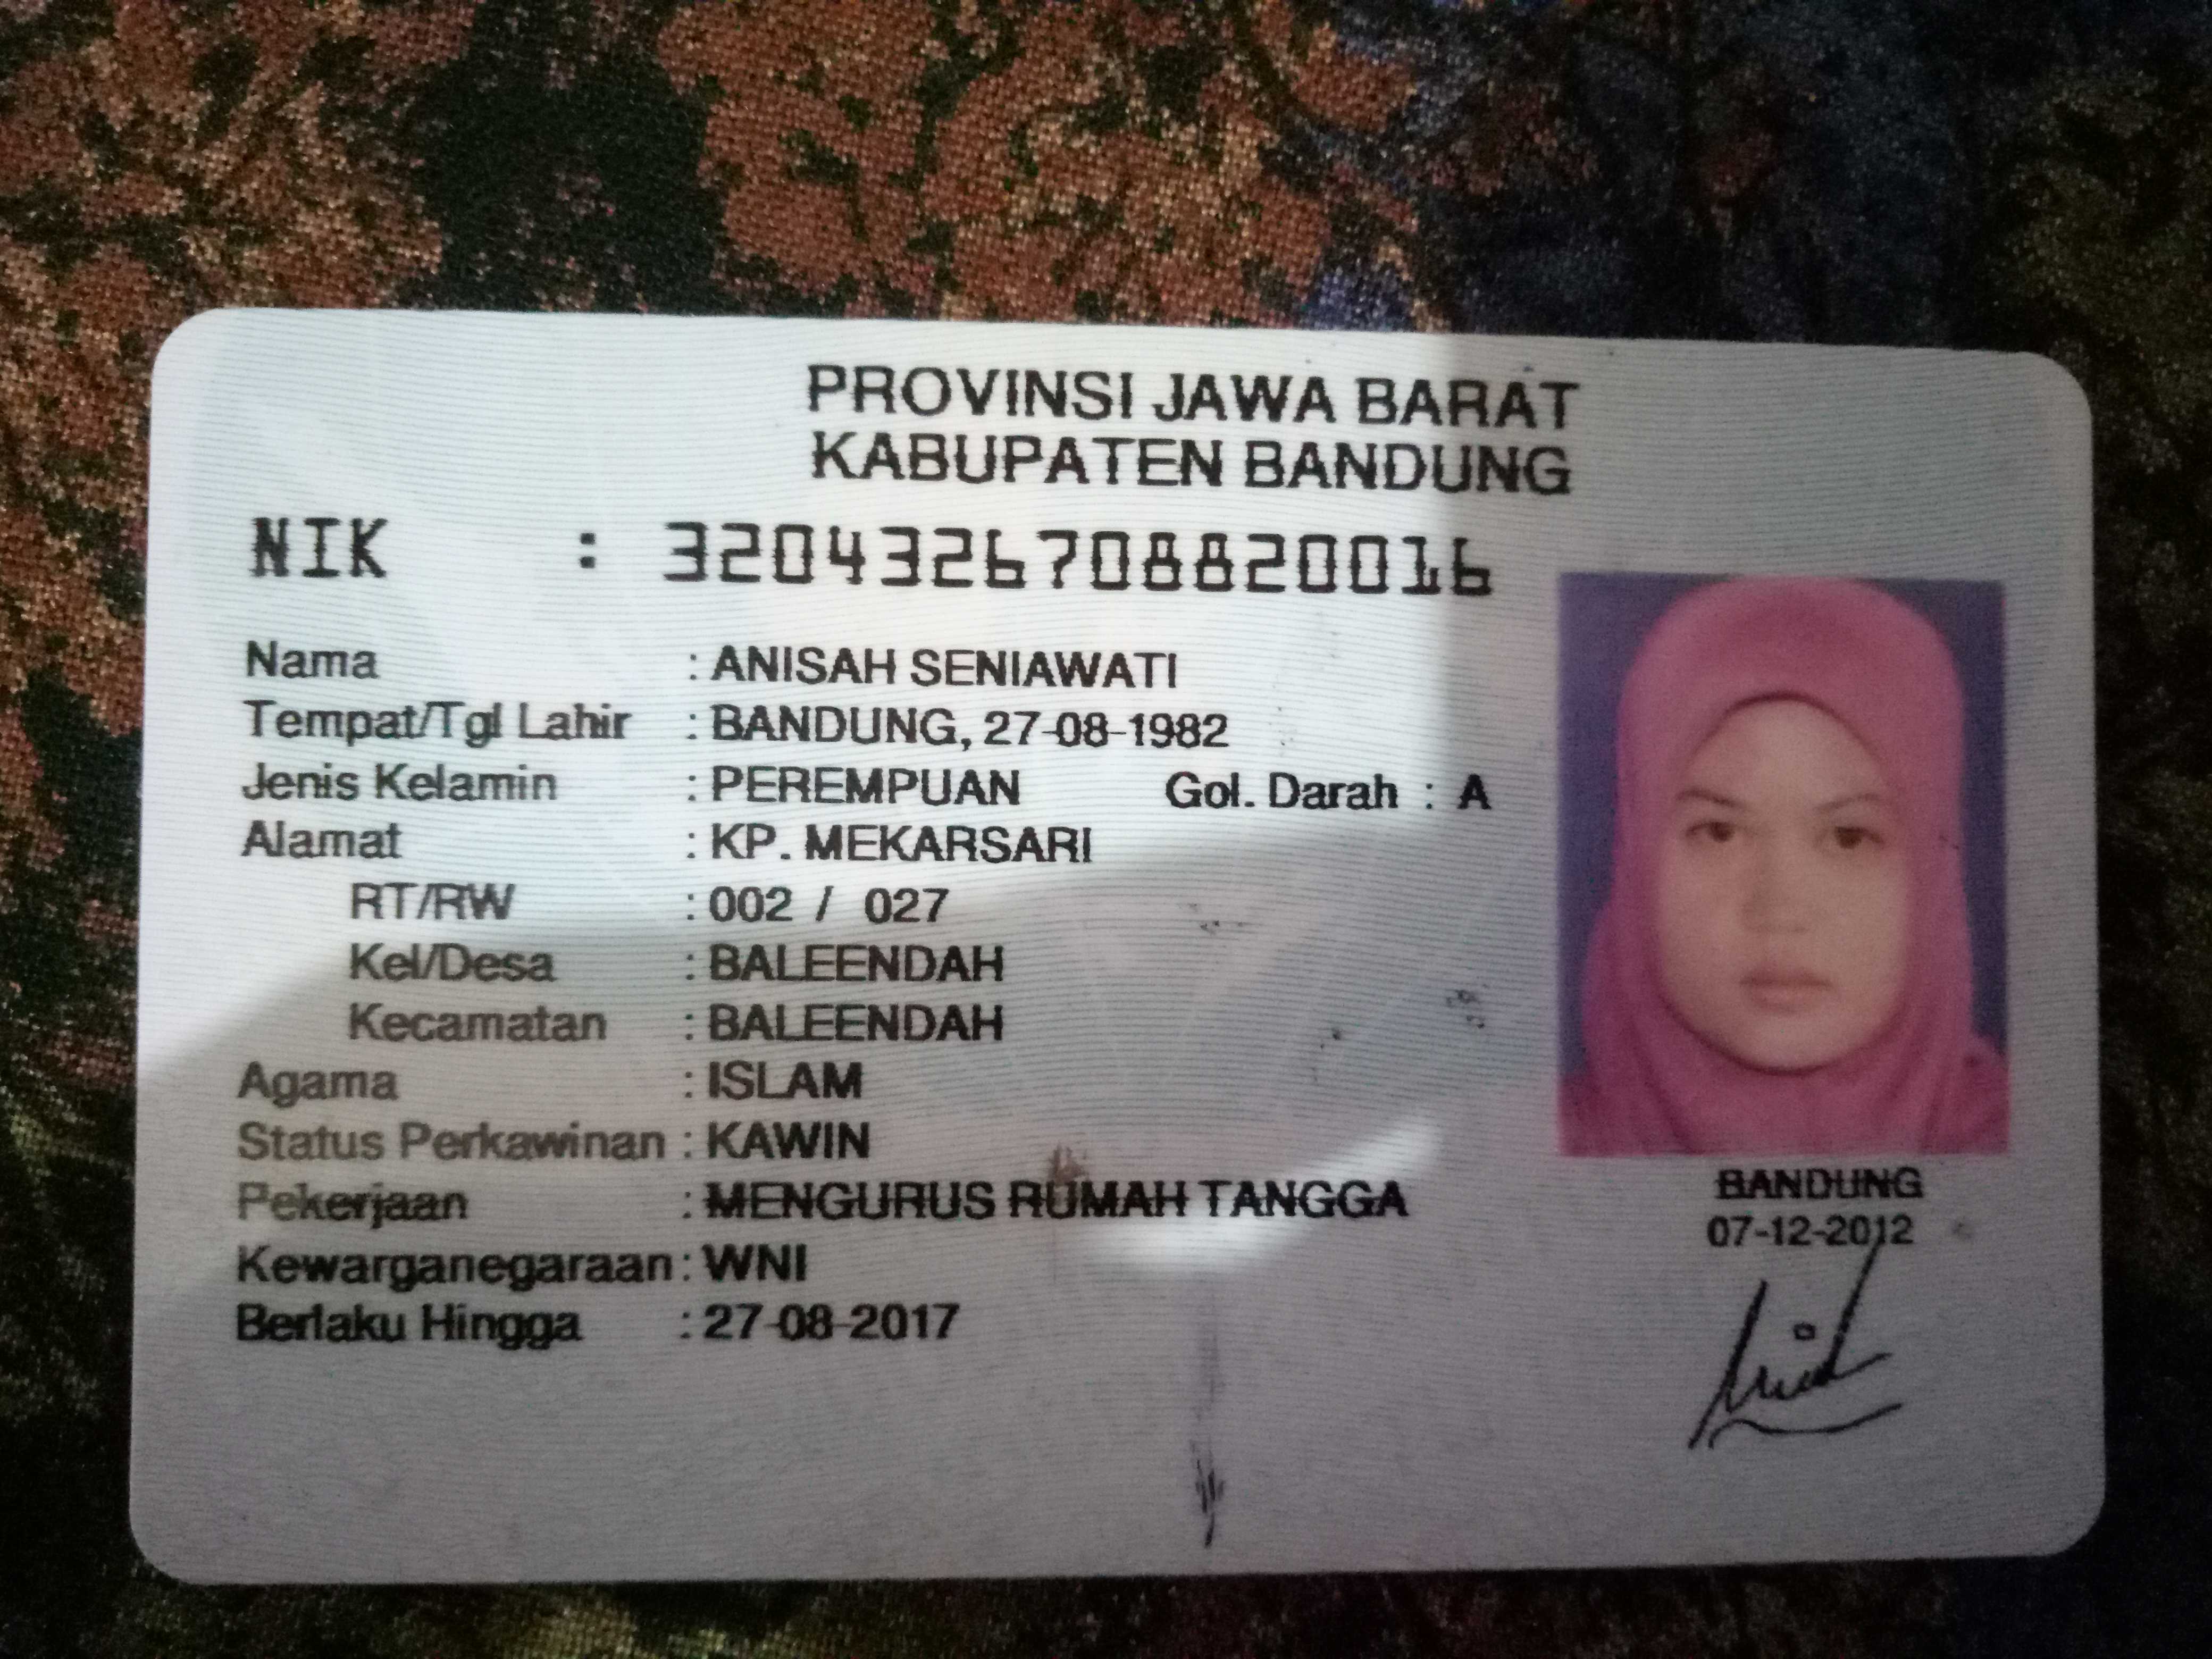 PROVINSI JAWA BARAT
KABUPATEN BANDUNG
NIK : 3204326708820016
Nama : ANISAH SENIAWATI
Tempat/Tgl Lahir : BANDUNG, 27-08-1982
Jenis Kelamin : PEREMPUAN Gol. Darah : A
Alamat : KP. MEKARSARI
RT/RW : 002 / 027
Kel/Desa : BALEENDAH
Kecamatan : BALEENDAH
Agama : ISLAM
Status Perkawinan : KAWIN
Pekerjaan : MENGURUS RUMAH TANGGA
Kewarganegaraan : WNI
Berlaku Hingga : 27-08-2017
BANDUNG
07-12-2012